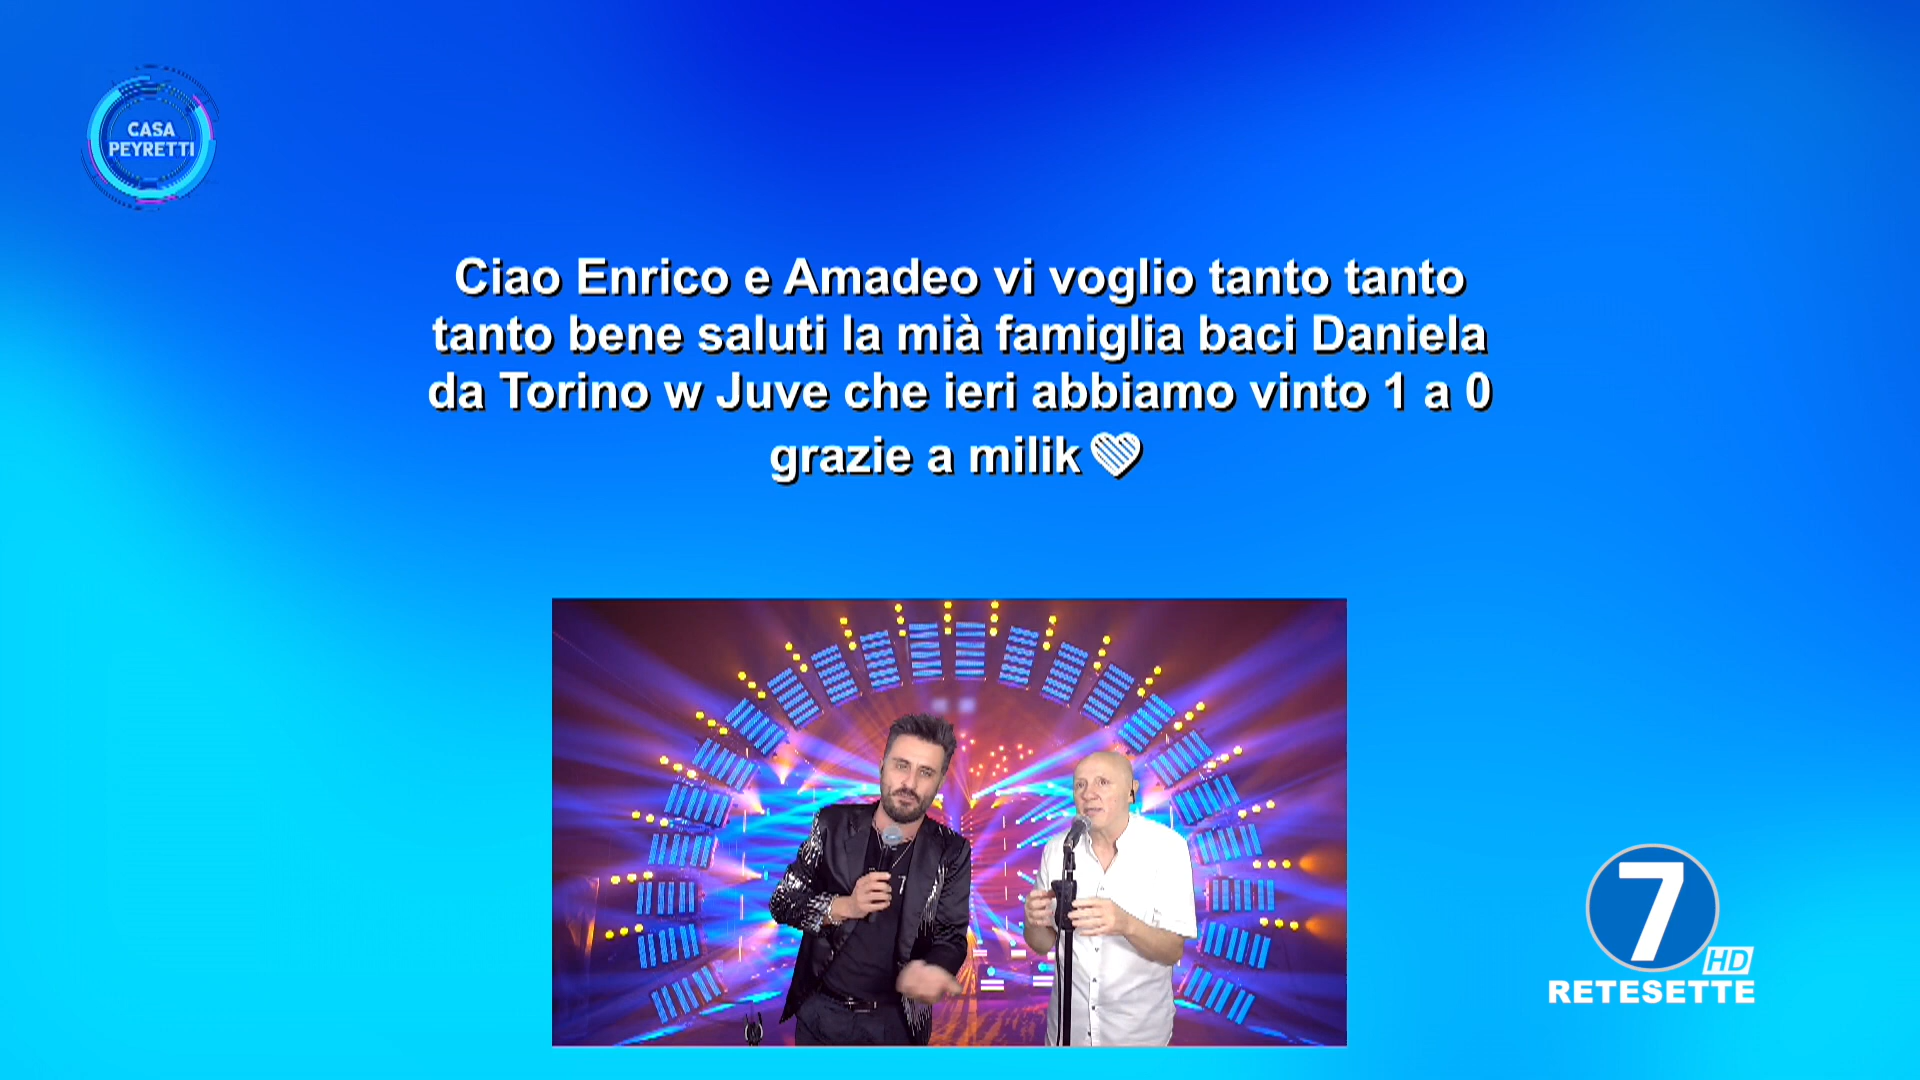 CASA
PEYRETTI
Ciao Enrico e Amadeo vi voglio tanto tanto
tanto bene saluti la mià famiglia baci Daniela
da Torino w Juve che ieri abbiamo vinto 1 a 0
grazie a milik
7
7
HD
RETESETTE